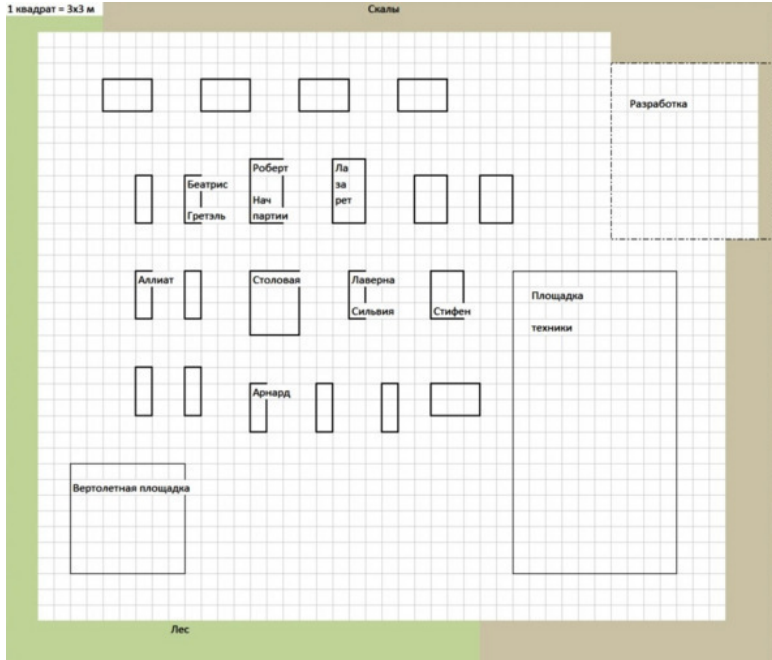 1 квадрат = 3х3 м
Скалы
Разработка
Роберт
Нач
партии
Ла
за
рет
Беатрис
Гретэль
Аллиат
Столовая
Лаверна
Сильвия
Стифен
Площадка
техники
Арнард
Вертолетная площадка
Лес